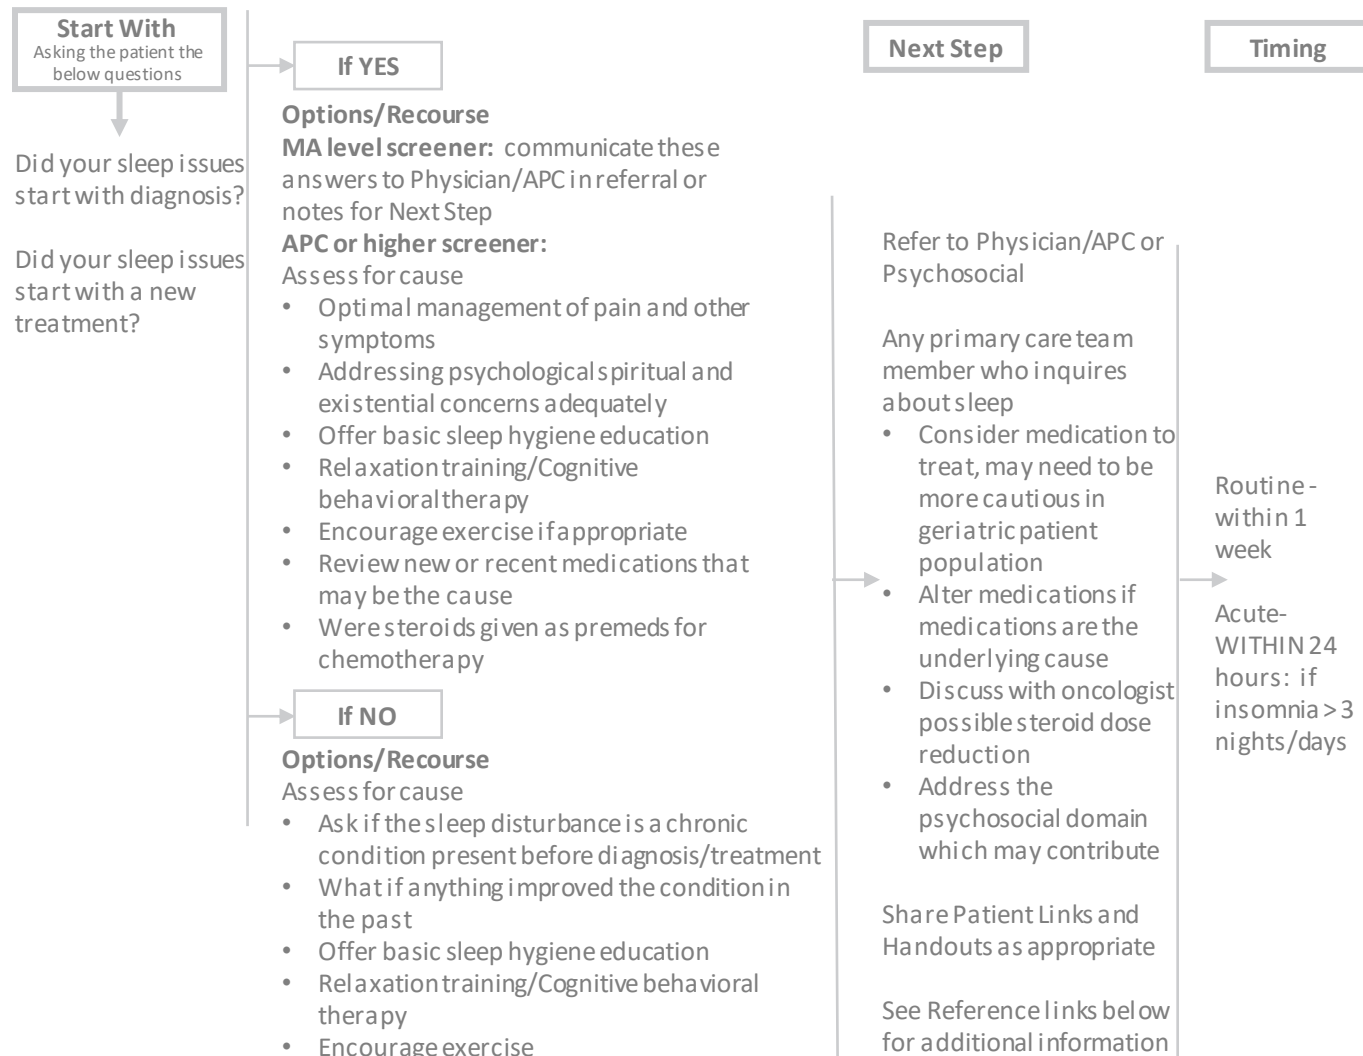 Start With
Asking the patient the
below questions
Did your sleep issues
start with diagnosis?
Did your sleep issues
start with a new
treatment?
If YES
Options/Recourse
MA level screener: communicate these
answers to Physician/APC in referral or
notes for Next Step
APC or higher screener:
Assess for cause
• Optimal management of pain and other
symptoms
• Addressing psychological spiritual and
existential concerns adequately
• Offer basic sleep hygiene education
• Relaxation training/Cognitive
behavioral therapy
• Encourage exercise if appropriate
• Review new or recent medications that
may be the cause
• Were steroids given as premeds for
chemotherapy
If NO
Options/Recourse
Assess for cause
• Ask if the sleep disturbance is a chronic
condition present before diagnosis/treatment
• What if anything improved the condition in
the past
• Offer basic sleep hygiene education
• Relaxation training/Cognitive behavioral
therapy
• Encourage exercise
Next Step
Refer to Physician/APC or
Psychosocial
Any primary care team
member who inquires
about sleep
• Consider medication to
treat, may need to be
more cautious in
geriatric patient
population
• Alter medications if
medications are the
underlying cause
• Discuss with oncologist
possible steroid dose
reduction
• Address the
psychosocial domain
which may contribute
Share Patient Links and
Handouts as appropriate
See Reference links below
for additional information
Timing
Routine -
within 1
week
Acute-
WITHIN 24
hours: if
insomnia > 3
nights/days